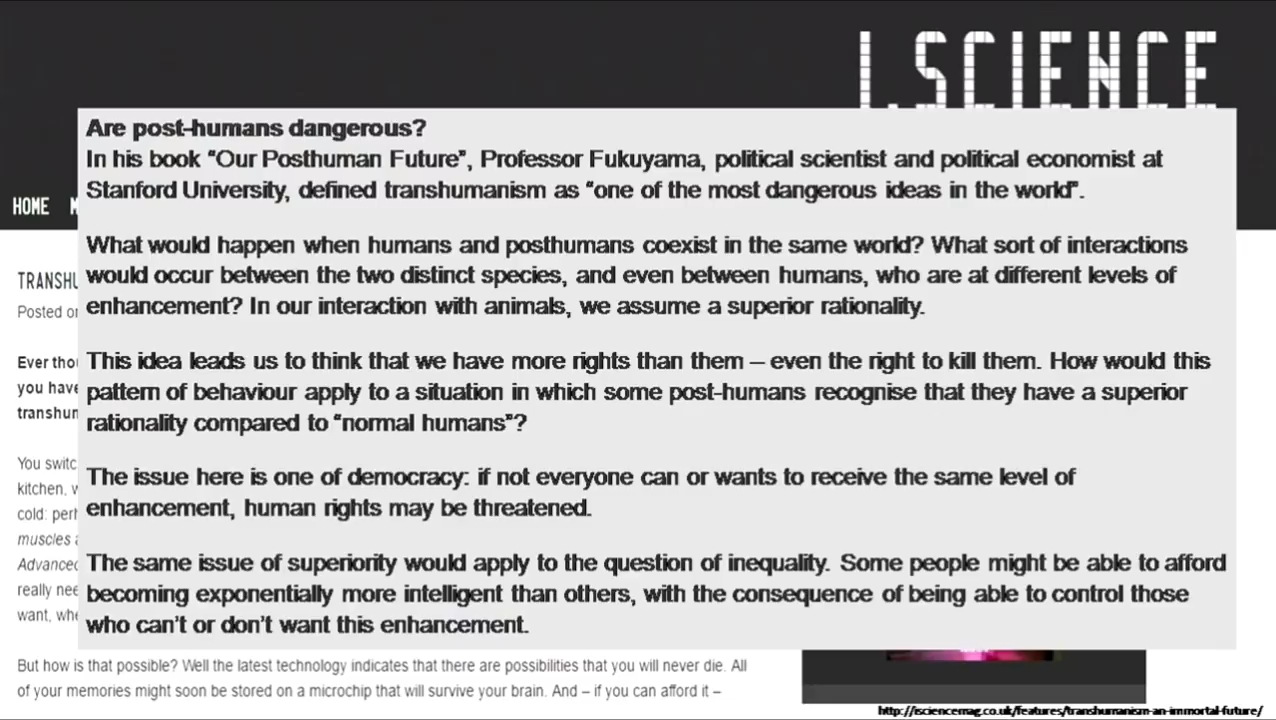 I,SCIENCE
Are post-humans dangerous?
In his book “Our Posthuman Future”, Professor Fukuyama, political scientist and political economist at
Stanford University, defined transhumanism as “one of the most dangerous ideas in the world”.
HOME
What would happen when humans and posthumans coexist in the same world? What sort of interactions
would occur between the two distinct species, and even between humans, who are at different levels of
enhancement? In our interaction with animals, we assume a superior rationality.
This idea leads us to think that we have more rights than them – even the right to kill them. How would this
pattern of behaviour apply to a situation in which some post-humans recognise that they have a superior
rationality compared to “normal humans”?
The issue here is one of democracy: if not everyone can or wants to receive the same level of
enhancement, human rights may be threatened.
The same issue of superiority would apply to the question of inequality. Some people might be able to afford
becoming exponentially more intelligent than others, with the consequence of being able to control those
who can’t or don’t want this enhancement.
TRANSHU
Posted on
Ever thou
you have
transhum
You switc
kitchen, w
cold: perh
muscles a
Advanced
really nee
want, whe
But how is that possible? Well the latest technology indicates that there are possibilities that you will never die. All
of your memories might soon be stored on a microchip that will survive your brain. And – if you can afford it –
http://isciencemag.co.uk/features/transhumanism-an-immortal-future/